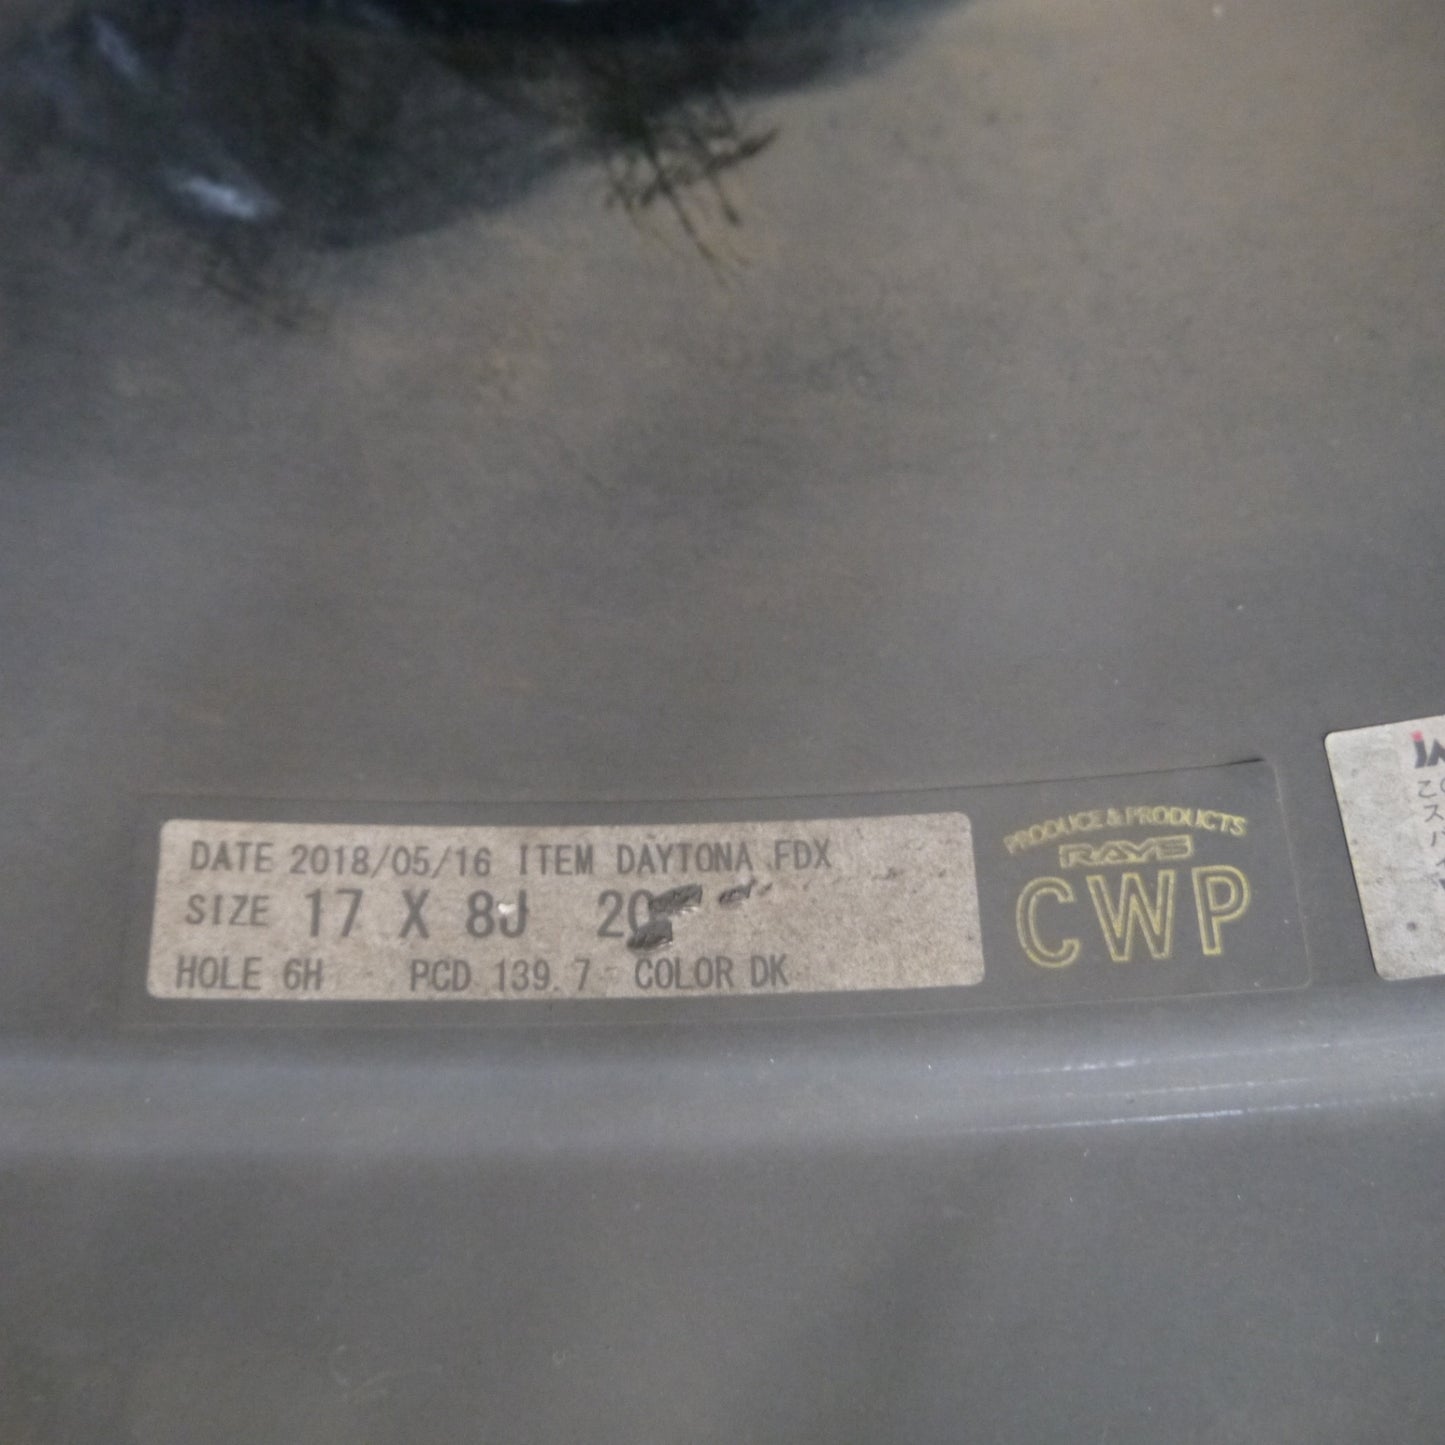 DATE 2018/05/16 ITEM DAYTONA FDX
SIZE 17 X 8J 20
HOLE 6H PCD 139.7 COLOR DK
PRODUCE & PRODUCTS
RAYS
CWP